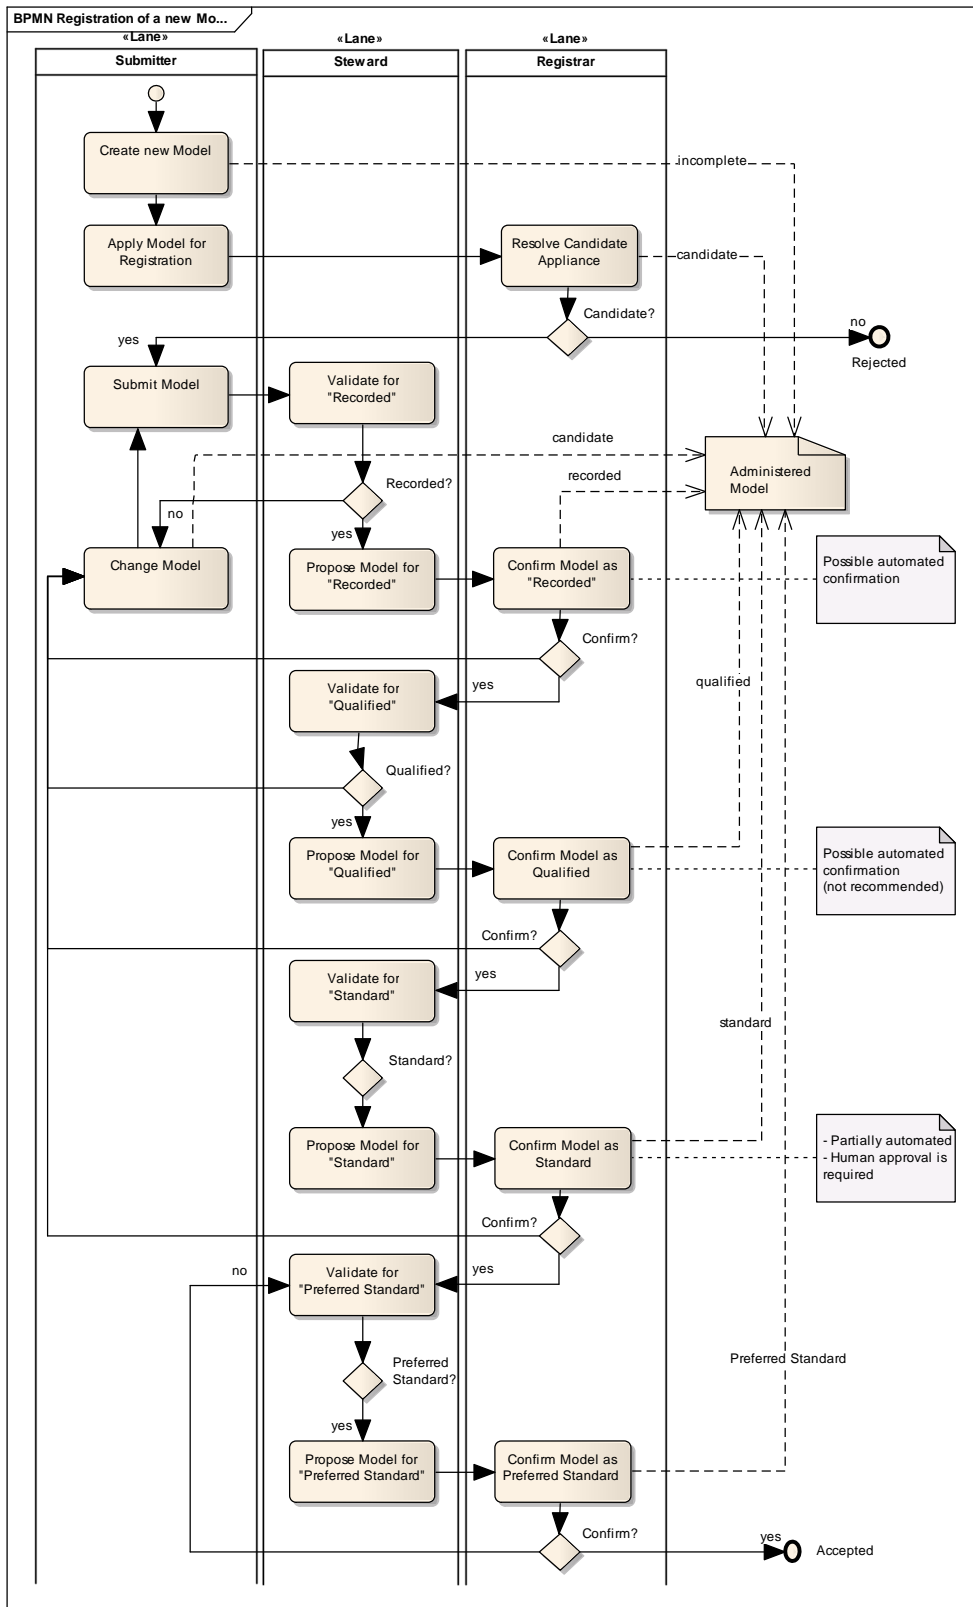 BPMN Registration of a new Mo...
«Lane»
«Lane»
«Lane»
Submitter
Steward
Registrar
Create new Model
incomplete
Apply Model for
Registration
Resolve Candidate
Appliance
candidate
Candidate?
no
Rejected
yes
Submit Model
Validate for
"Recorded"
candidate
Administered
Model
recorded
Recorded?
no
yes
Change Model
Propose Model for
"Recorded"
Confirm Model as
"Recorded"
Possible automated
confirmation
Confirm?
yes
Validate for
"Qualified"
qualified
Qualified?
yes
Propose Model for
"Qualified"
Confirm Model as
Qualified
Possible automated
confirmation
(not recommended)
Confirm?
yes
Validate for
"Standard"
standard
Standard?
Propose Model for
"Standard"
Confirm Model as
Standard
- Partially automated
- Human approval is
required
Confirm?
yes
no
Validate for
"Preferred Standard"
Preferred
Standard?
Preferred Standard
yes
Propose Model for
"Preferred Standard"
Confirm Model as
Preferred Standard
Confirm?
yes
Accepted